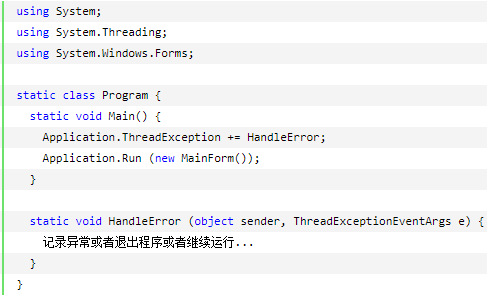 using System;
using System.Threading;
using System.Windows.Forms;

static class Program {
  static void Main() {
    Application.ThreadException += HandleError;
    Application.Run (new MainForm());
  }

  static void HandleError (object sender, ThreadExceptionEventArgs e) {
    记录异常或者退出程序或者继续运行...
  }
}